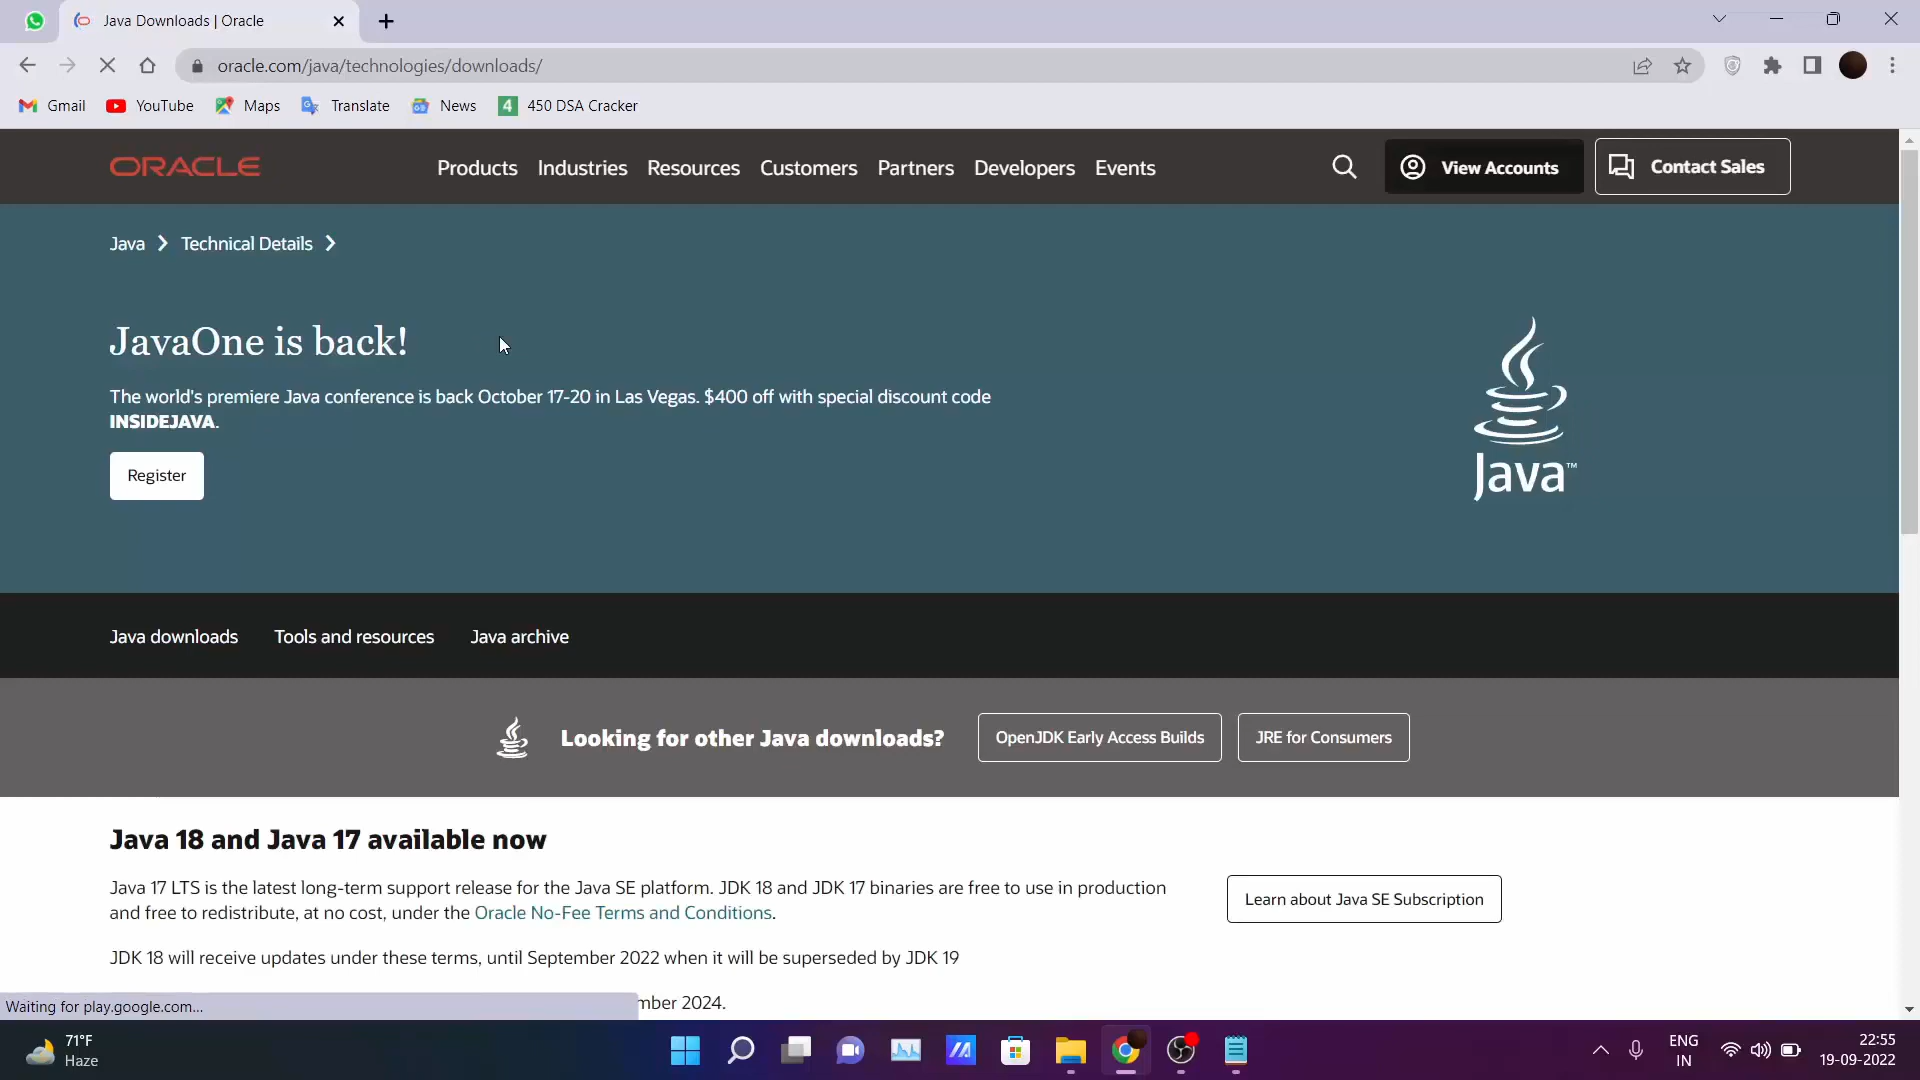 Java Downloads | Oracle
oracle.com/java/technologies/downloads/
Gmail YouTube Maps Translate News 4 450 DSA Cracker
ORACLE Products Industries Resources Customers Partners Developers Events View Accounts Contact Sales
Java Technical Details
JavaOne is back!
The world's premiere Java conference is back October 17-20 in Las Vegas. $400 off with special discount code
INSIDEJAVA.
Register
Java™
Java downloads Tools and resources Java archive
Looking for other Java downloads? OpenJDK Early Access Builds JRE for Consumers
Java 18 and Java 17 available now
Java 17 LTS is the latest long-term support release for the Java SE platform. JDK 18 and JDK 17 binaries are free to use in production
and free to redistribute, at no cost, under the Oracle No-Fee Terms and Conditions.
Learn about Java SE Subscription
JDK 18 will receive updates under these terms, until September 2022 when it will be superseded by JDK 19
Waiting for play.google.com... mber 2024.
71°F
Haze
ENG
IN
22:55
19-09-2022